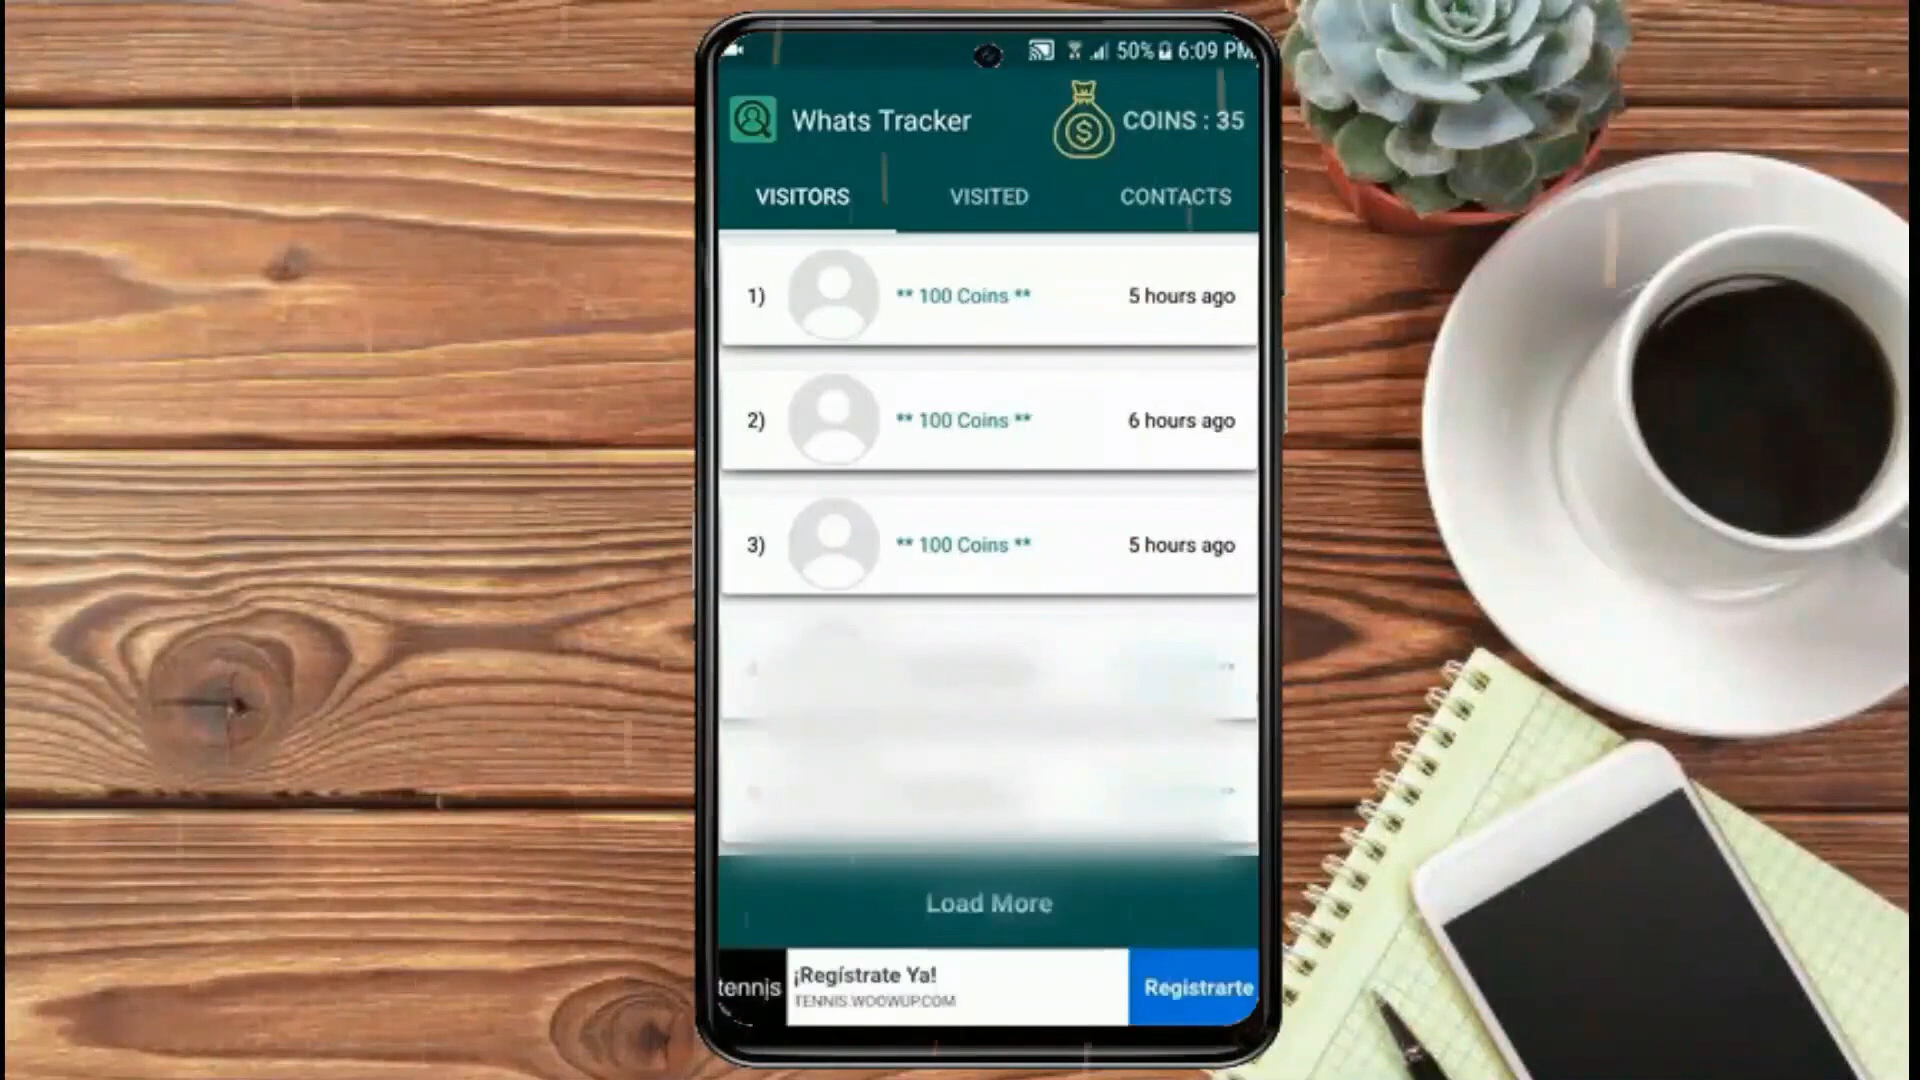 50% 6:09 PM
Whats Tracker
COINS : 35
VISITORS VISITED CONTACTS
1) ** 100 Coins ** 5 hours ago
2) ** 100 Coins ** 6 hours ago
3) ** 100 Coins ** 5 hours ago
Load More
tennis
¡Regístrate Ya!
TENNIS.WOOWUP.COM
Registrarte